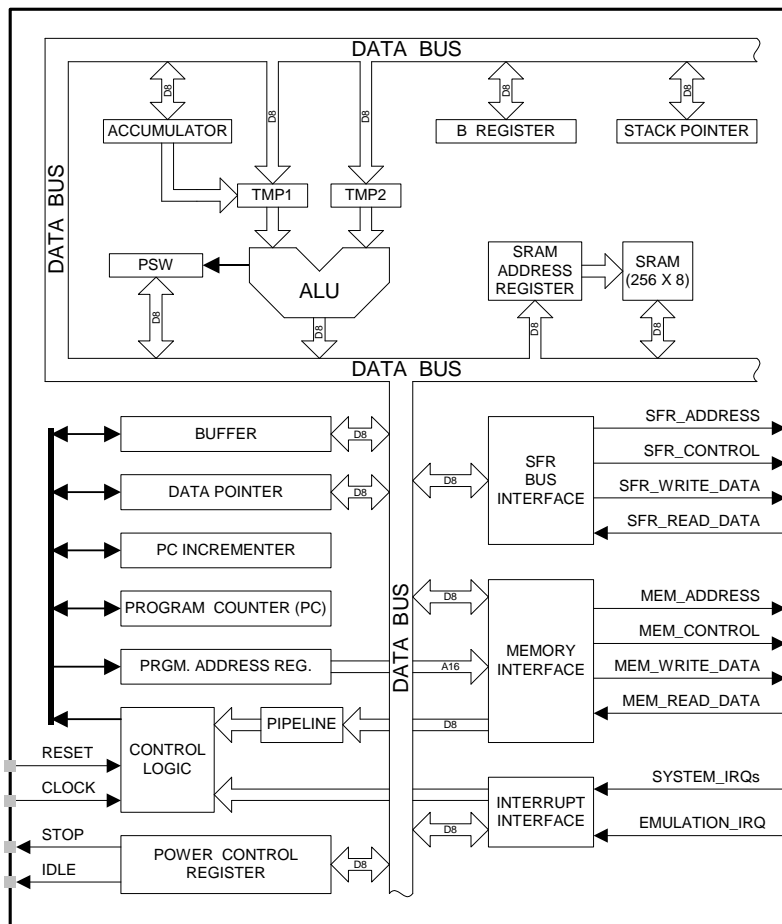 DATA BUS
D8
D8
D8
D8
D8
ACCUMULATOR
B REGISTER
STACK POINTER
DATA BUS
TMP1
TMP2
PSW
ALU
SRAM
ADDRESS
REGISTER
SRAM
(256 X 8)
D8
D8
D8
D8
DATA BUS
BUFFER
D8
SFR_ADDRESS
SFR_CONTROL
SFR_WRITE_DATA
SFR_READ_DATA
D8
SFR
BUS
INTERFACE
DATA POINTER
D8
PC INCREMENTER
PROGRAM COUNTER (PC)
PRGM. ADDRESS REG.
A16
DATA BUS
D8
MEMORY
INTERFACE
MEM_ADDRESS
MEM_CONTROL
MEM_WRITE_DATA
MEM_READ_DATA
PIPELINE
D8
CONTROL
LOGIC
RESET
CLOCK
SYSTEM_IRQs
EMULATION_IRQ
INTERRUPT
INTERFACE
D8
STOP
IDLE
POWER CONTROL
REGISTER
D8